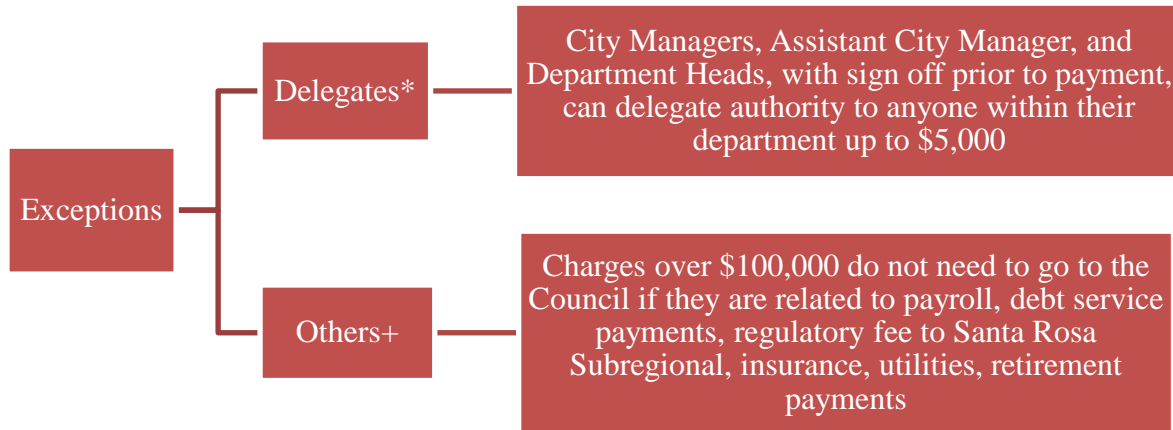 Exceptions
Delegates*
City Managers, Assistant City Manager, and
Department Heads, with sign off prior to payment,
can delegate authority to anyone within their
department up to $5,000
Others+
Charges over $100,000 do not need to go to the
Council if they are related to payroll, debt service
payments, regulatory fee to Santa Rosa
Subregional, insurance, utilities, retirement
payments